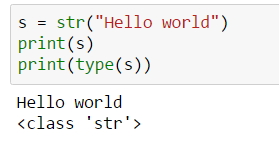 s = str("Hello world")
print(s)
print(type(s))
Hello world
<class 'str'>